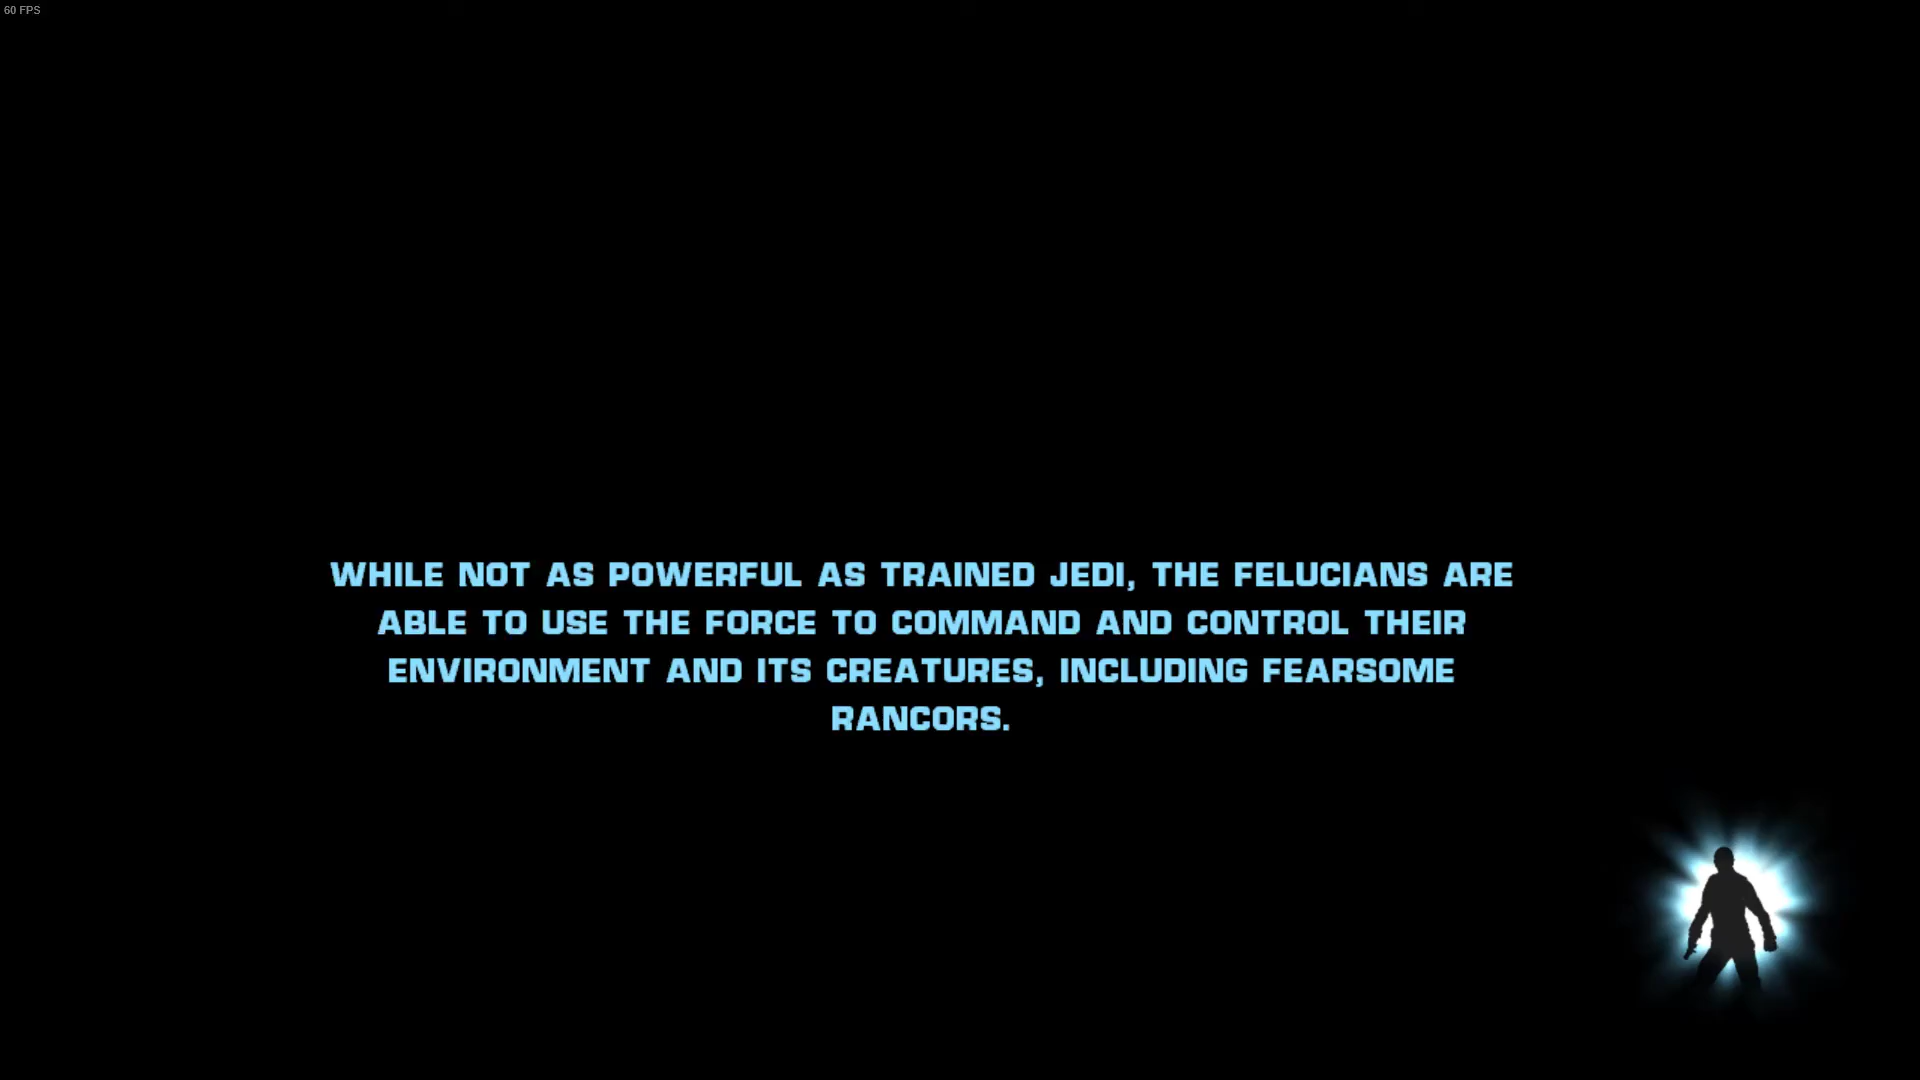 60 FPS
WHILE NOT AS POWERFUL AS TRAINED JEDI, THE FELUCIANS ARE
ABLE TO USE THE FORCE TO COMMAND AND CONTROL THEIR
ENVIRONMENT AND ITS CREATURES, INCLUDING FEARSOME
RANCORS.